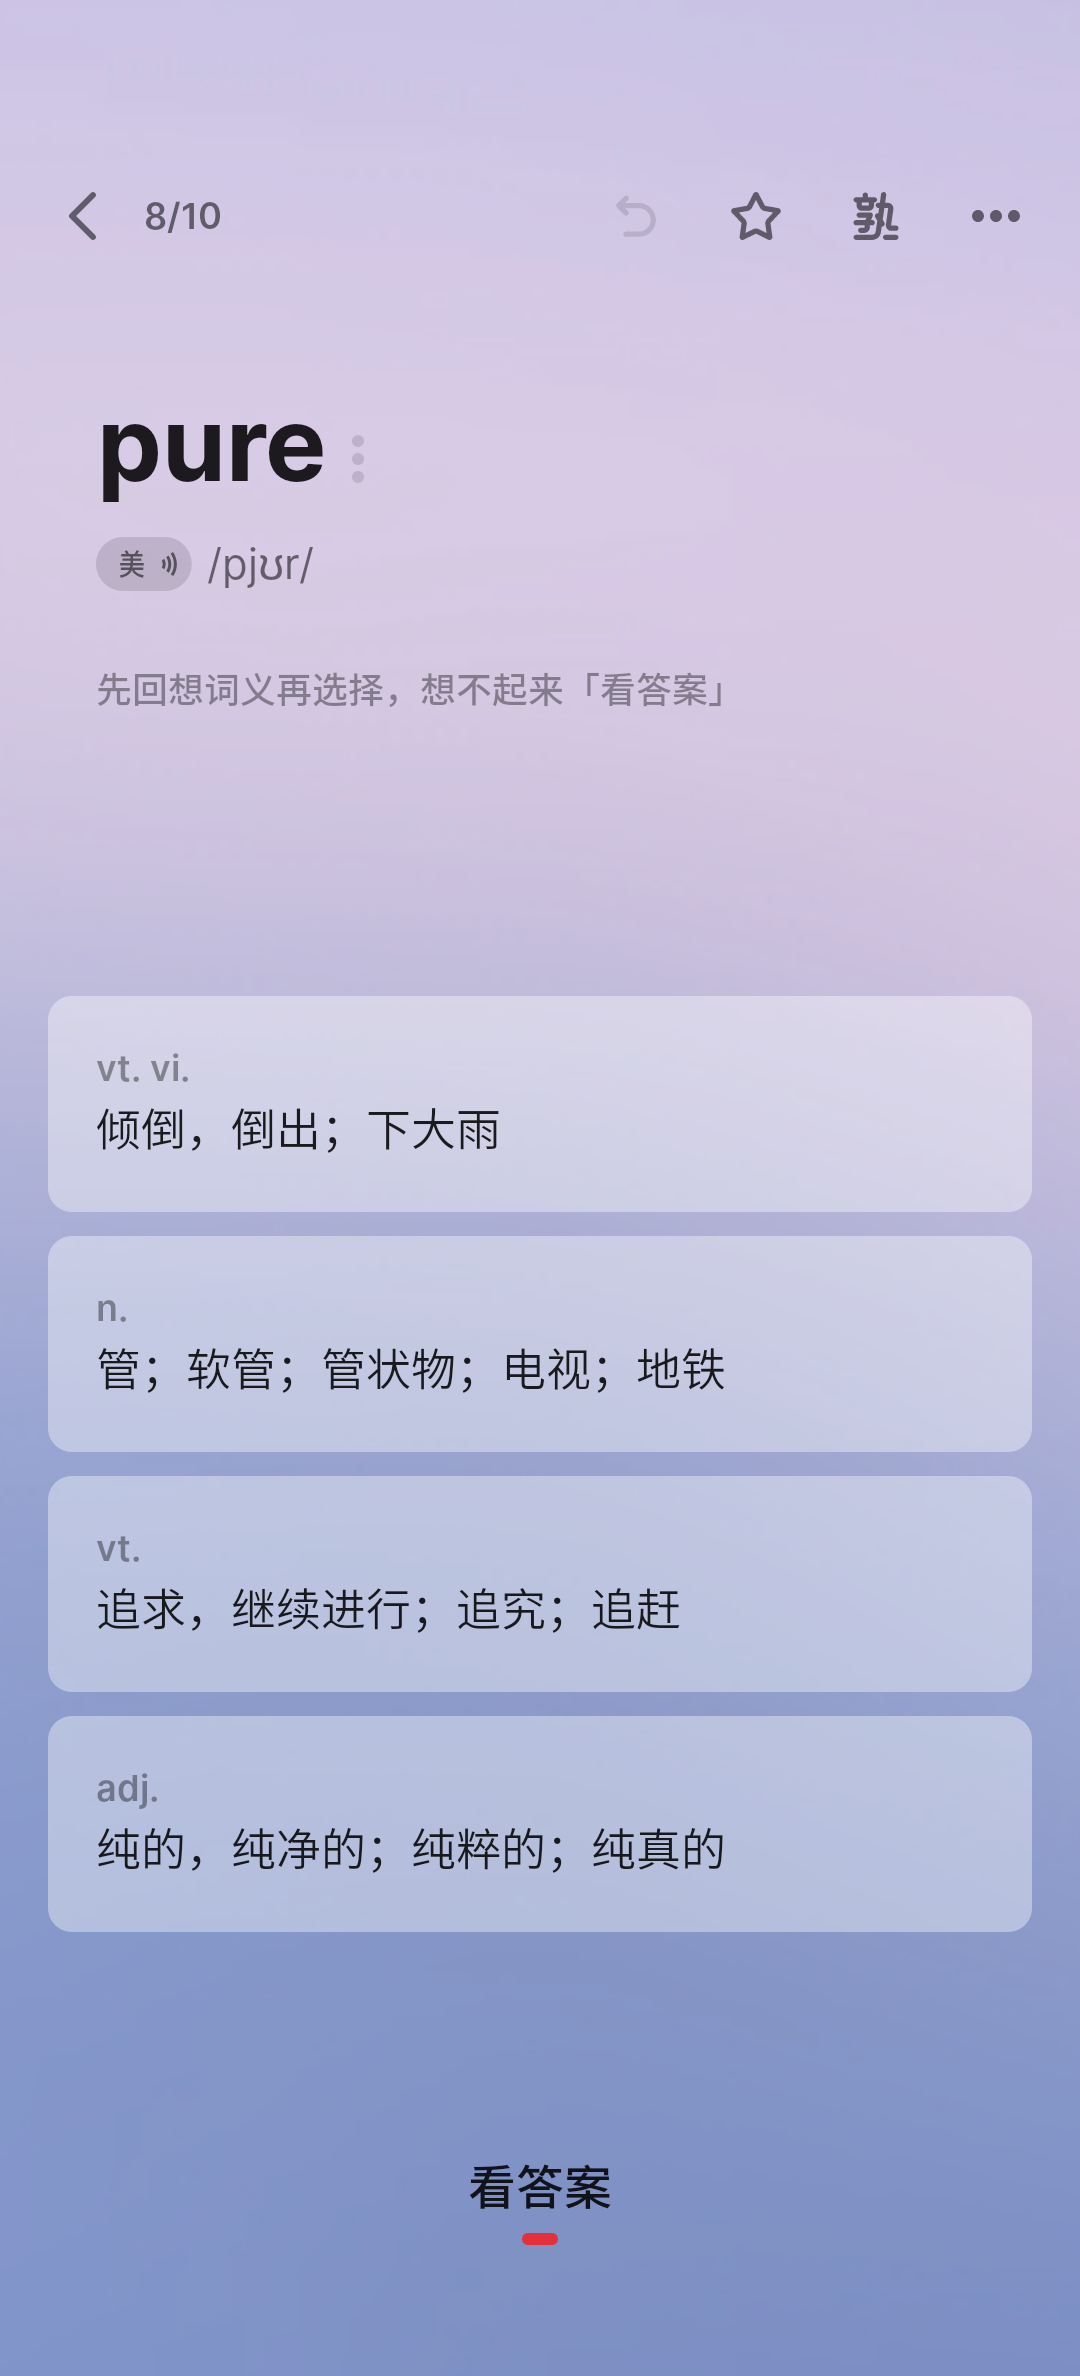 8/10
熟
pure
美 /pjʊr/
先回想词义再选择，想不起来「看答案」
vt. vi.
倾倒，倒出；下大雨
n.
管；软管；管状物；电视；地铁
vt.
追求，继续进行；追究；追赶
adj.
纯的，纯净的；纯粹的；纯真的
看答案